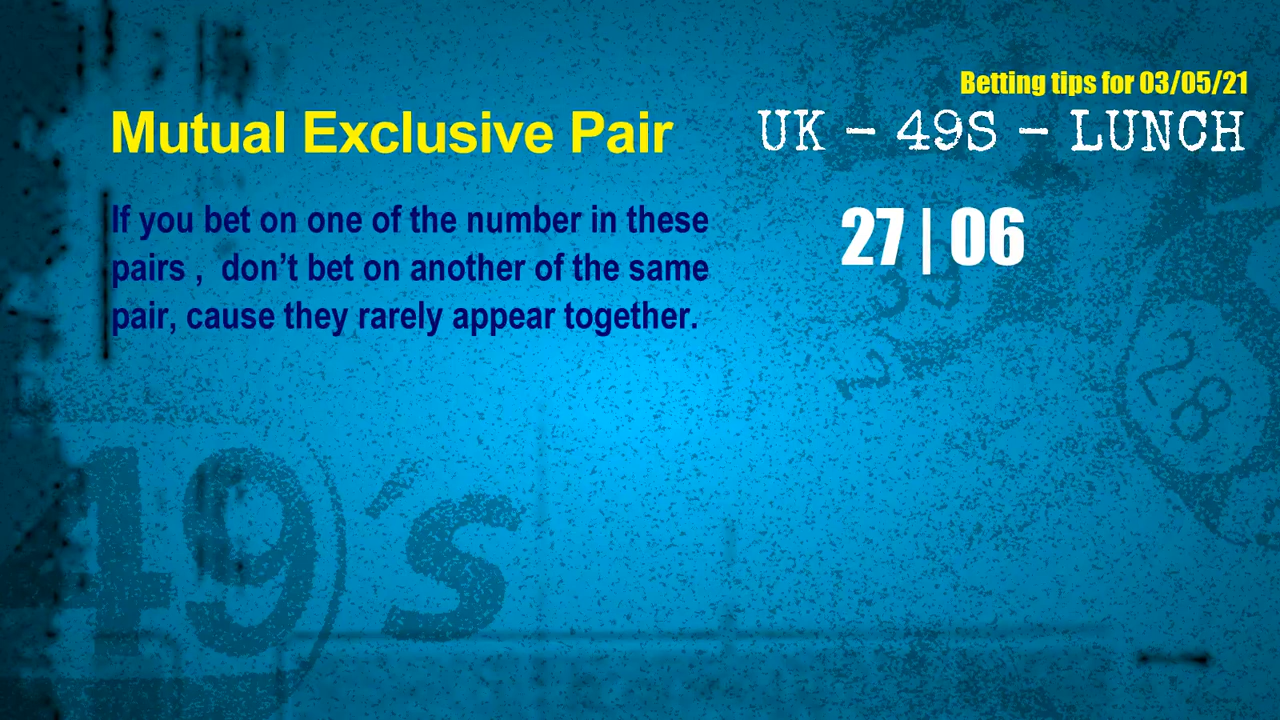 Betting tips for 03/05/21
Mutual Exclusive Pair
UK - 49S - LUNCH
If you bet on one of the number in these
pairs ,  don't bet on another of the same
pair, cause they rarely appear together.
27 | 06
33
28
49's